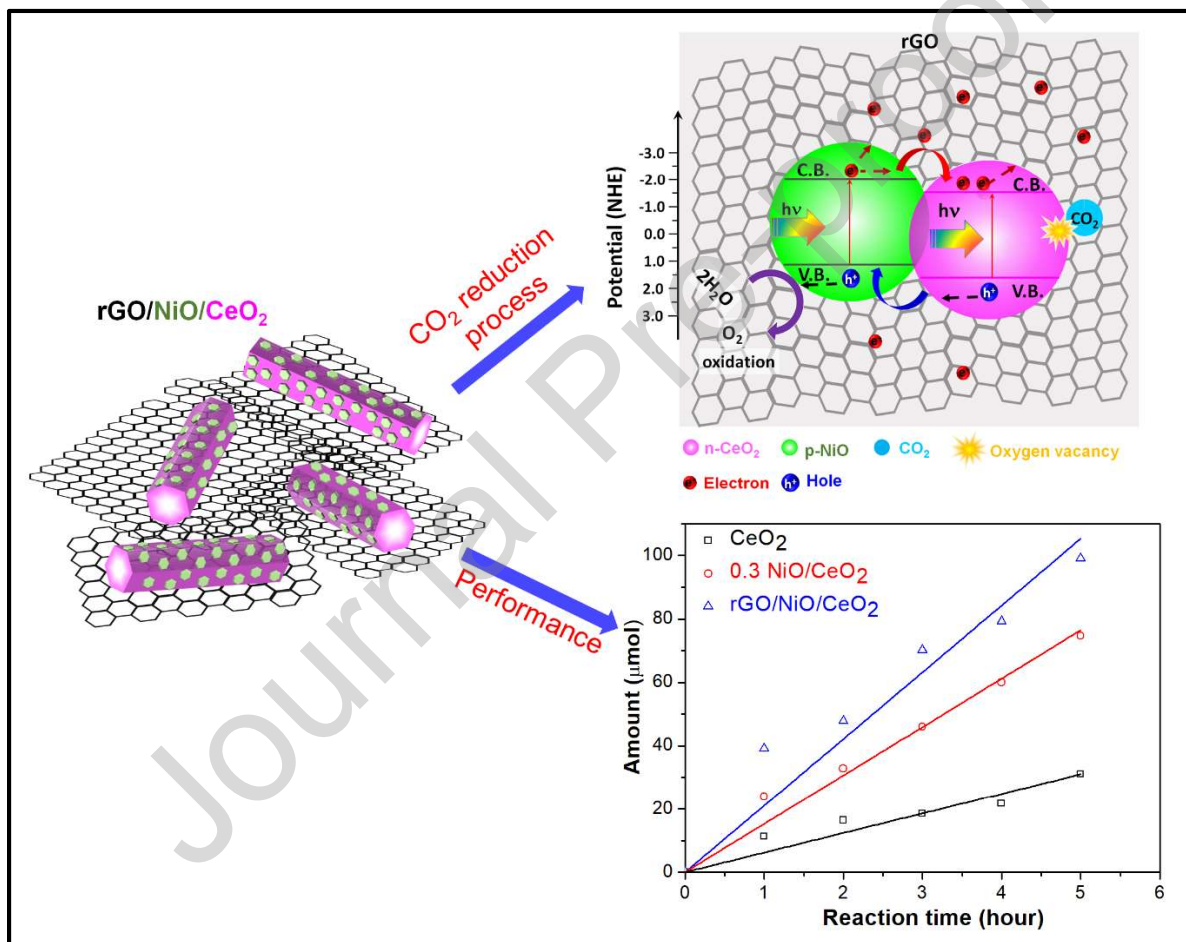 rGO/NiO/CeO₂
CO₂ reduction
process
Performance
rGO
Potential (NHE)
-3.0
-2.0
-1.0
0.0
1.0
2.0
3.0
C.B.
e⁻
hν
V.B.
h⁺
C.B.
hν
CO₂
V.B.
h⁺
2H₂O
O₂
oxidation
n-CeO₂ p-NiO CO₂ Oxygen vacancy
Electron h⁺ Hole
Amount (μmol)
100
80
60
40
20
0
CeO₂
0.3 NiO/CeO₂
rGO/NiO/CeO₂
0 1 2 3 4 5 6
Reaction time (hour)
Journal Pre-proof